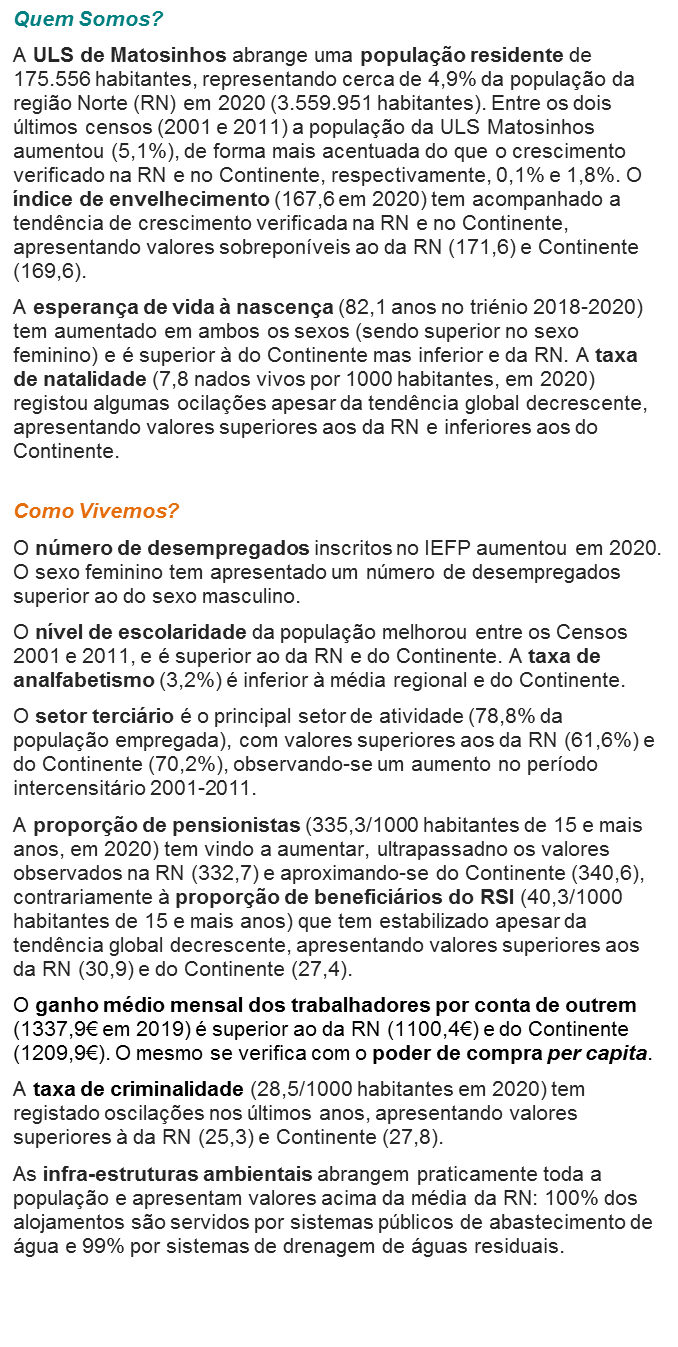 Quem Somos?
A ULS de Matosinhos abrange uma população residente de
175.556 habitantes, representando cerca de 4,9% da população da
região Norte (RN) em 2020 (3.559.951 habitantes). Entre os dois
últimos censos (2001 e 2011) a população da ULS Matosinhos
aumentou (5,1%), de forma mais acentuada do que o crescimento
verificado na RN e no Continente, respectivamente, 0,1% e 1,8%. O
índice de envelhecimento (167,6 em 2020) tem acompanhado a
tendência de crescimento verificada na RN e no Continente,
apresentando valores sobreponíveis ao da RN (171,6) e Continente
(169,6).
A esperança de vida à nascença (82,1 anos no triénio 2018-2020)
tem aumentado em ambos os sexos (sendo superior no sexo
feminino) e é superior à do Continente mas inferior e da RN. A taxa
de natalidade (7,8 nados vivos por 1000 habitantes, em 2020)
registou algumas ocilações apesar da tendência global decrescente,
apresentando valores superiores aos da RN e inferiores aos do
Continente.
Como Vivemos?
O número de desempregados inscritos no IEFP aumentou em 2020.
O sexo feminino tem apresentado um número de desempregados
superior ao do sexo masculino.
O nível de escolaridade da população melhorou entre os Censos
2001 e 2011, e é superior ao da RN e do Continente. A taxa de
analfabetismo (3,2%) é inferior à média regional e do Continente.
O setor terciário é o principal setor de atividade (78,8% da
população empregada), com valores superiores aos da RN (61,6%) e
do Continente (70,2%), observando-se um aumento no período
intercensitário 2001-2011.
A proporção de pensionistas (335,3/1000 habitantes de 15 e mais
anos, em 2020) tem vindo a aumentar, ultrapassadno os valores
observados na RN (332,7) e aproximando-se do Continente (340,6),
contrariamente à proporção de beneficiários do RSI (40,3/1000
habitantes de 15 e mais anos) que tem estabilizado apesar da
tendência global decrescente, apresentando valores superiores aos
da RN (30,9) e do Continente (27,4).
O ganho médio mensal dos trabalhadores por conta de outrem
(1337,9€ em 2019) é superior ao da RN (1100,4€) e do Continente
(1209,9€). O mesmo se verifica com o poder de compra per capita.
A taxa de criminalidade (28,5/1000 habitantes em 2020) tem
registado oscilações nos últimos anos, apresentando valores
superiores à da RN (25,3) e Continente (27,8).
As infra-estruturas ambientais abrangem praticamente toda a
população e apresentam valores acima da média da RN: 100% dos
alojamentos são servidos por sistemas públicos de abastecimento de
água e 99% por sistemas de drenagem de águas residuais.